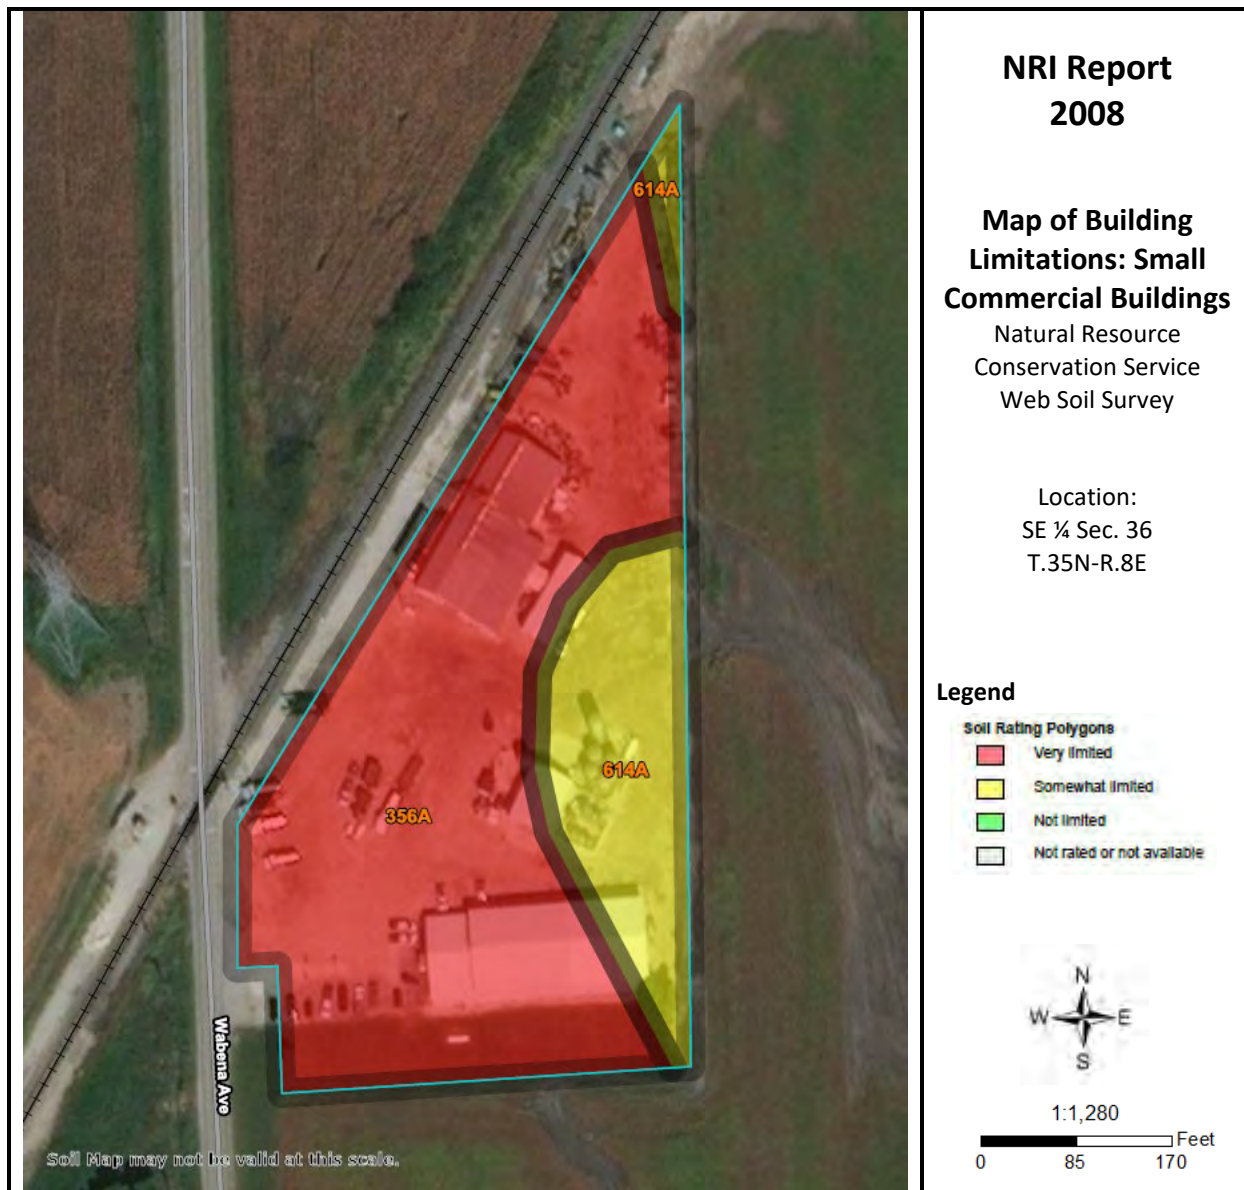 NRI Report
2008
Map of Building
Limitations: Small
Commercial Buildings
Natural Resource
Conservation Service
Web Soil Survey
Location:
SE ¼ Sec. 36
T.35N-R.8E
Legend
Soil Rating Polygons
Very limited
Somewhat limited
Not limited
Not rated or not available
N
W E
S
1:1,280
Feet
0 85 170
614A
614A
356A
Wabena Ave
Soil Map may not be valid at this scale.